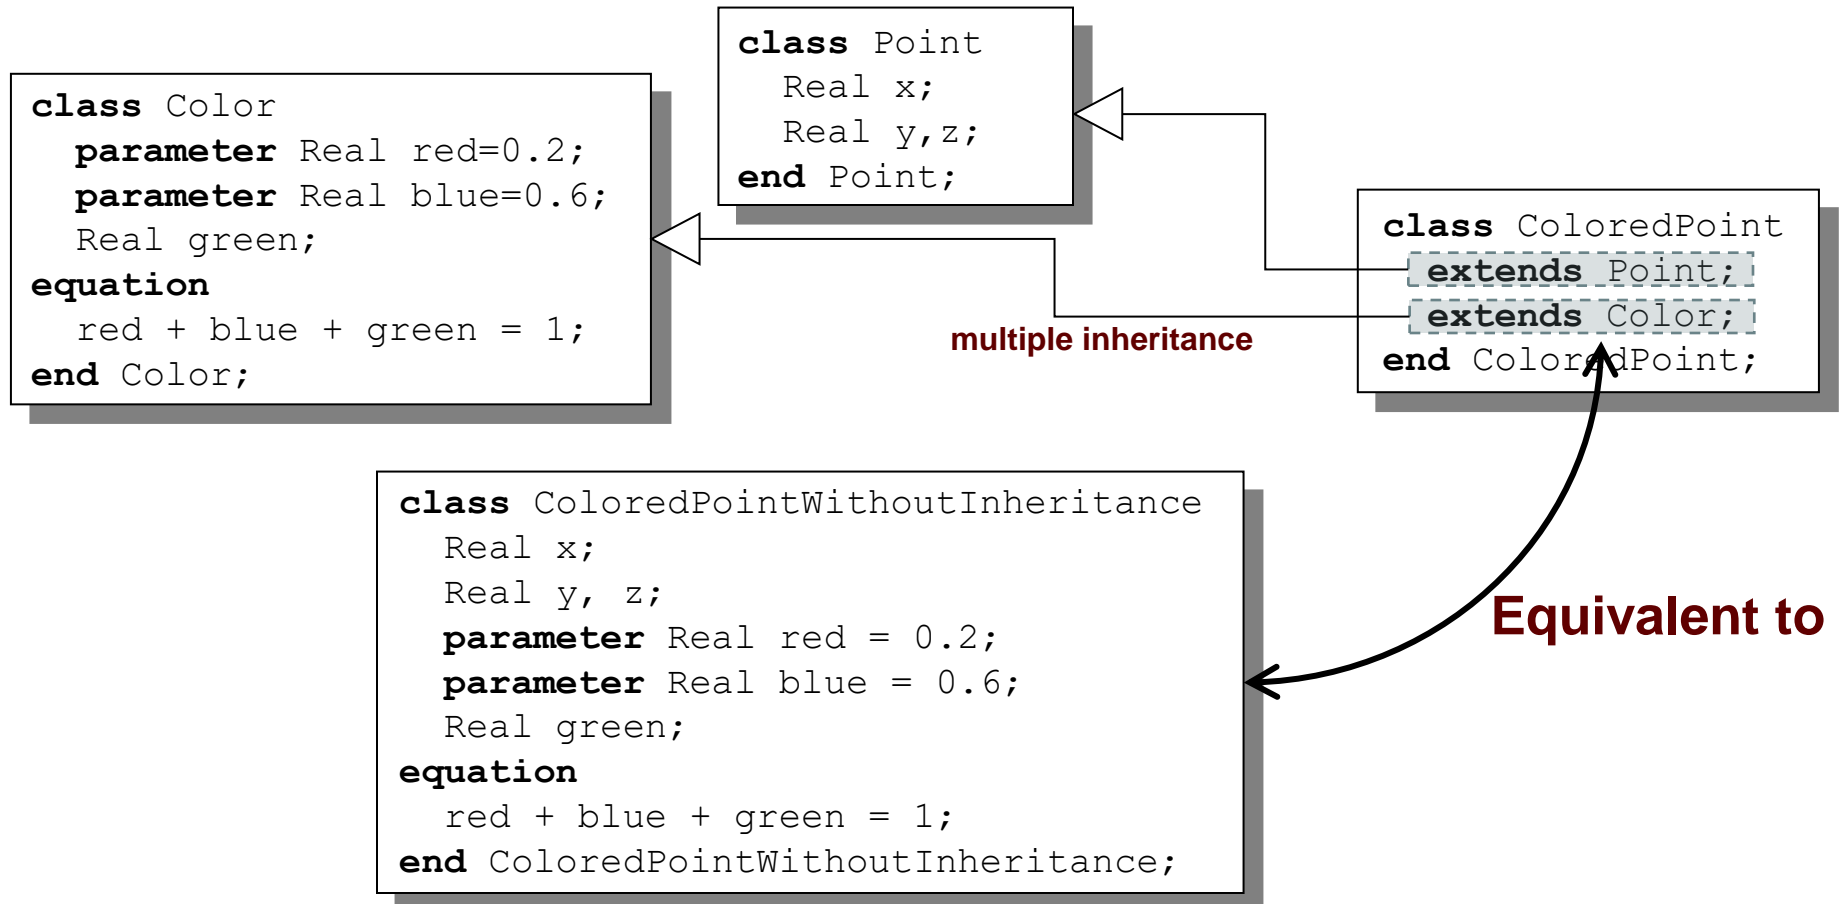 class Point
Real x;
Real y,z;
end Point;
class Color
parameter Real red=0.2;
parameter Real blue=0.6;
Real green;
equation
red + blue + green = 1;
end Color;
class ColoredPoint
extends Point;
extends Color;
end ColoredPoint;
multiple inheritance
class ColoredPointWithoutInheritance
Real x;
Real y, z;
parameter Real red = 0.2;
parameter Real blue = 0.6;
Real green;
equation
red + blue + green = 1;
end ColoredPointWithoutInheritance;
Equivalent to